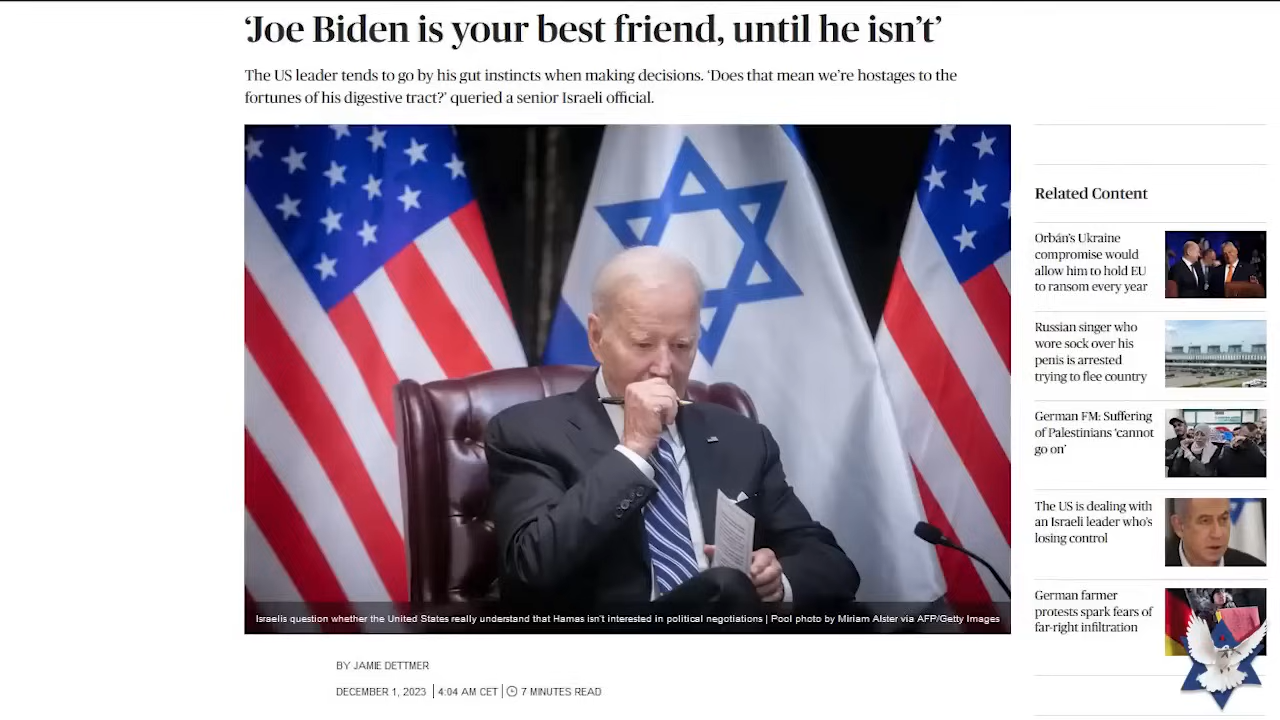 ‘Joe Biden is your best friend, until he isn’t’
The US leader tends to go by his gut instincts when making decisions. ‘Does that mean we’re hostages to the
fortunes of his digestive tract?’ queried a senior Israeli official.
Israelis question whether the United States really understand that Hamas isn't interested in political negotiations | Pool photo by Miriam Alster via AFP/Getty Images
BY JAMIE DETTMER
DECEMBER 1, 2023 | 4:04 AM CET | 7 MINUTES READ
Related Content
Orbán’s Ukraine
compromise would
allow him to hold EU
to ransom every year
Russian singer who
wore sock over his
penis is arrested
trying to flee country
German FM: Suffering
of Palestinians ‘cannot
go on’
The US is dealing with
an Israeli leader who’s
losing control
German farmer
protests spark fears of
far-right infiltration